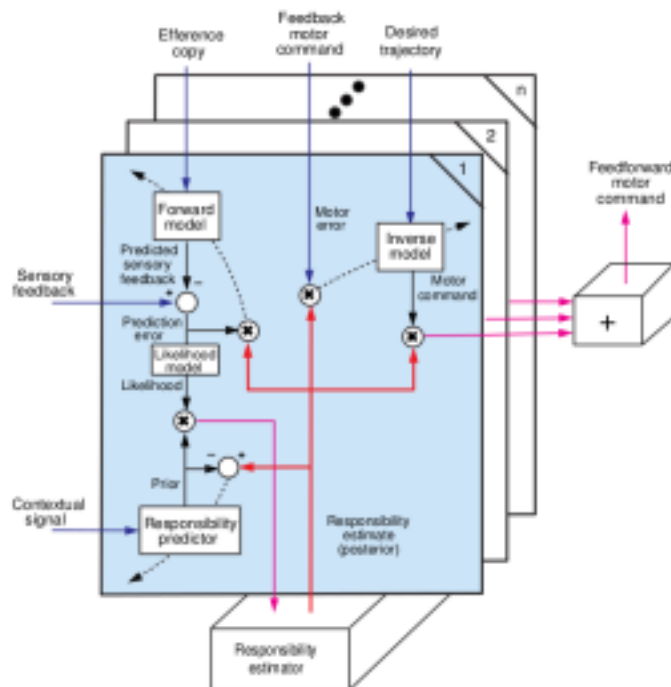 Efference
copy
Feedback
motor
command
Desired
trajectory
n
2
1
Feedforward
motor
command
Forward
model
Motor
error
Inverse
model
Predicted
sensory
feedback
−
+
Sensory
feedback
Motor
command
Prediction
error
+
Likelihood
model
Likelihood
−
+
Prior
Contextual
signal
Responsibility
predictor
Responsibility
estimate
(posterior)
Responsibility
estimator